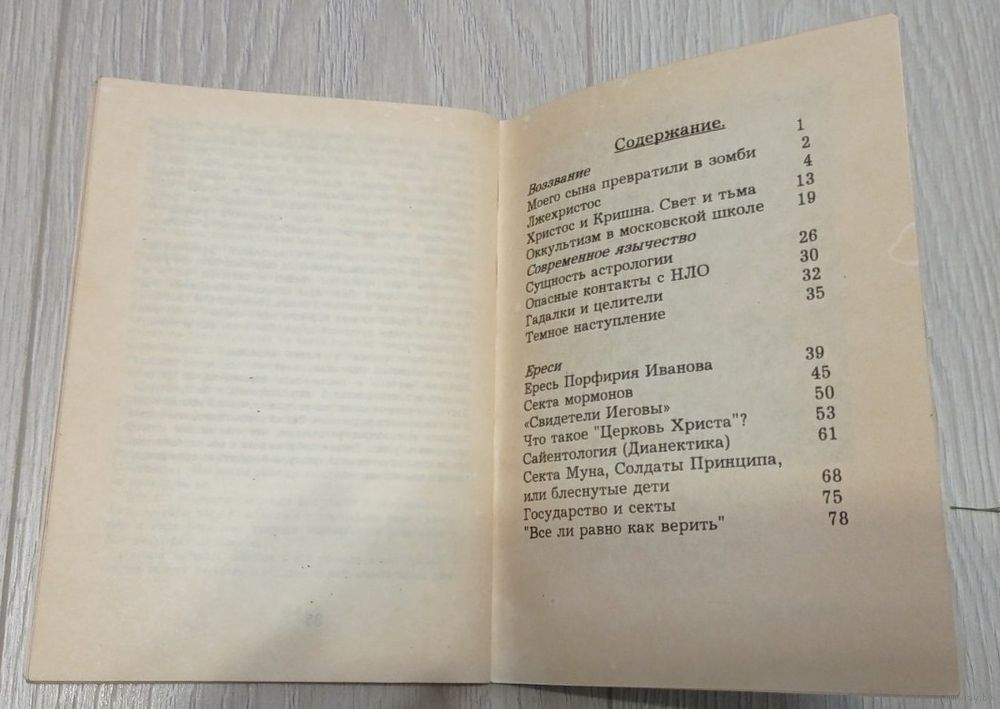 Содержание.
Воззвание 1
Моего сына превратили в зомби 2
Лжехристос 4
Христос и Кришна. Свет и тьма 13
Оккультизм в московской школе 19
Современное язычество
Сущность астрологии 26
Опасные контакты с НЛО 30
Гадалки и целители 32
Темное наступление 35
Ереси
Ересь Порфирия Иванова 39
Секта мормонов 45
«Свидетели Иеговы» 50
Что такое "Церковь Христа"? 53
Сайентология (Дианектика) 61
Секта Муна, Солдаты Принципа,
или блеснутые дети 68
Государство и секты 75
"Все ли равно как верить" 78